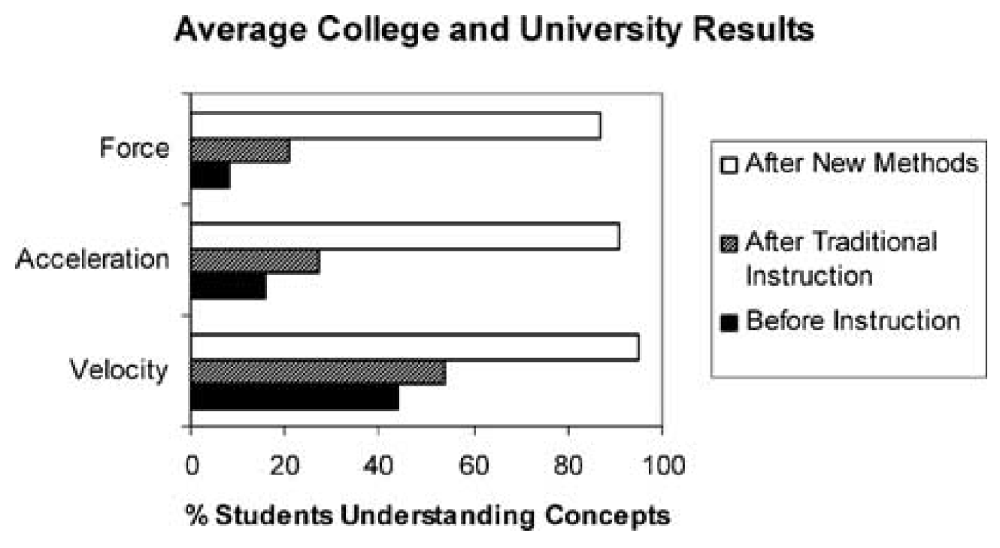 Average College and University Results
Force
Acceleration
Velocity
0 20 40 60 80 100
% Students Understanding Concepts
After New Methods
After Traditional
Instruction
Before Instruction